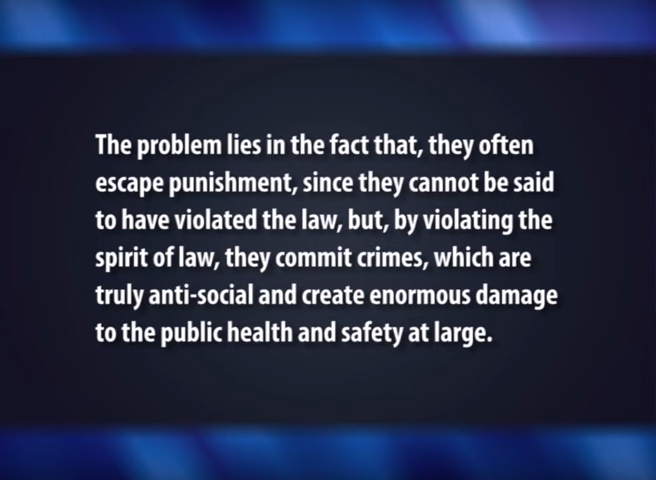 The problem lies in the fact that, they often
escape punishment, since they cannot be said
to have violated the law, but, by violating the
spirit of law, they commit crimes, which are
truly anti-social and create enormous damage
to the public health and safety at large.